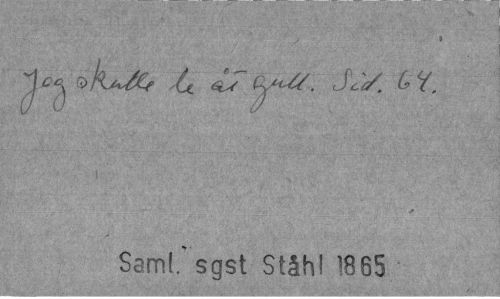 Jag skulle le åt gull. Sid. 64.
Saml. sgst Ståhl 1865